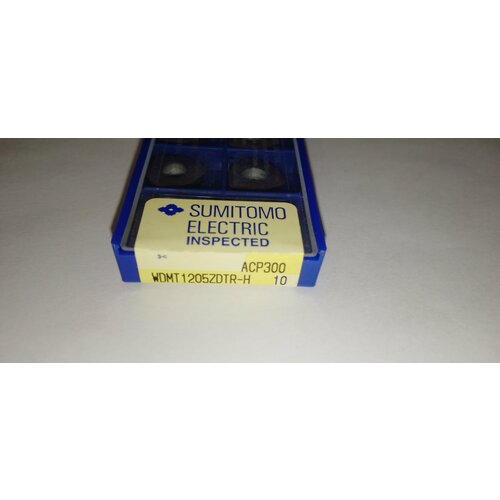 SUMITOMO
ELECTRIC
INSPECTED
ACP300
WDMT1205ZDTR-H 10